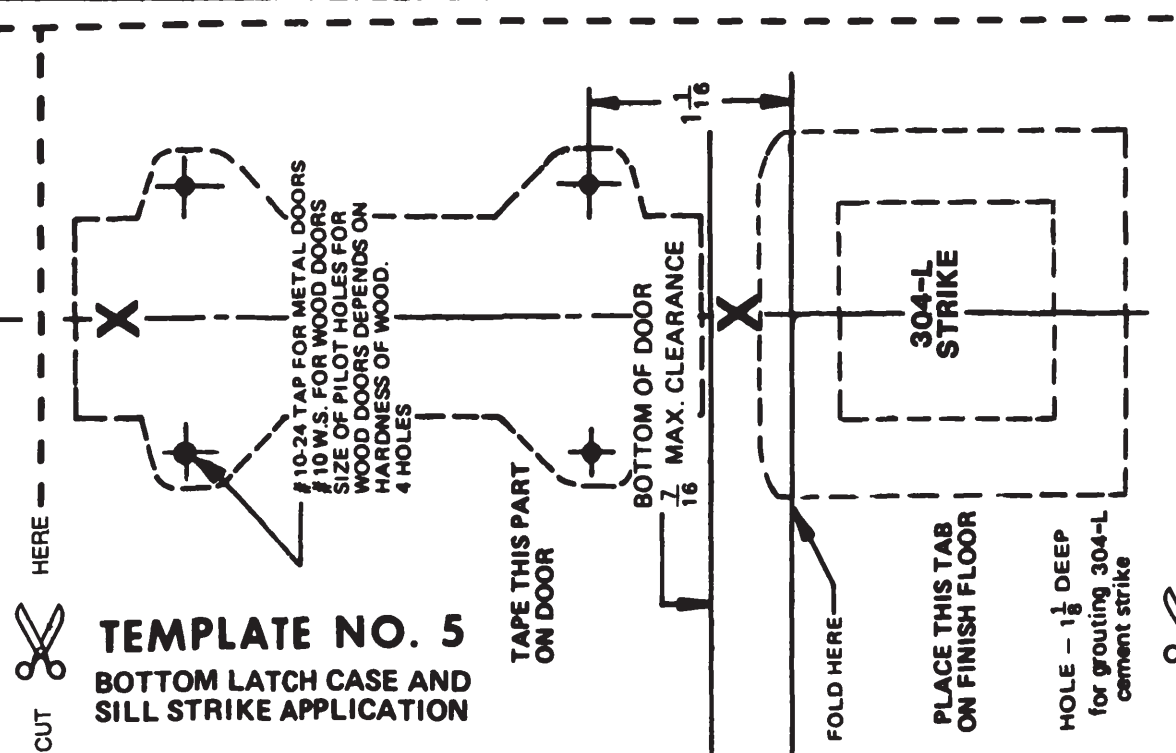 CUT HERE
TEMPLATE NO. 5
BOTTOM LATCH CASE AND
SILL STRIKE APPLICATION
#10-24 TAP FOR METAL DOORS
#10 W.S. FOR WOOD DOORS
SIZE OF PILOT HOLES FOR
WOOD DOORS DEPENDS ON
HARDNESS OF WOOD.
4 HOLES
TAPE THIS PART
ON DOOR
BOTTOM OF DOOR
7/16 MAX. CLEARANCE
1 1/16
X
X
304-L
STRIKE
FOLD HERE
PLACE THIS TAB
ON FINISH FLOOR
HOLE – 1 1/8 DEEP
for grouting 304-L
cement strike